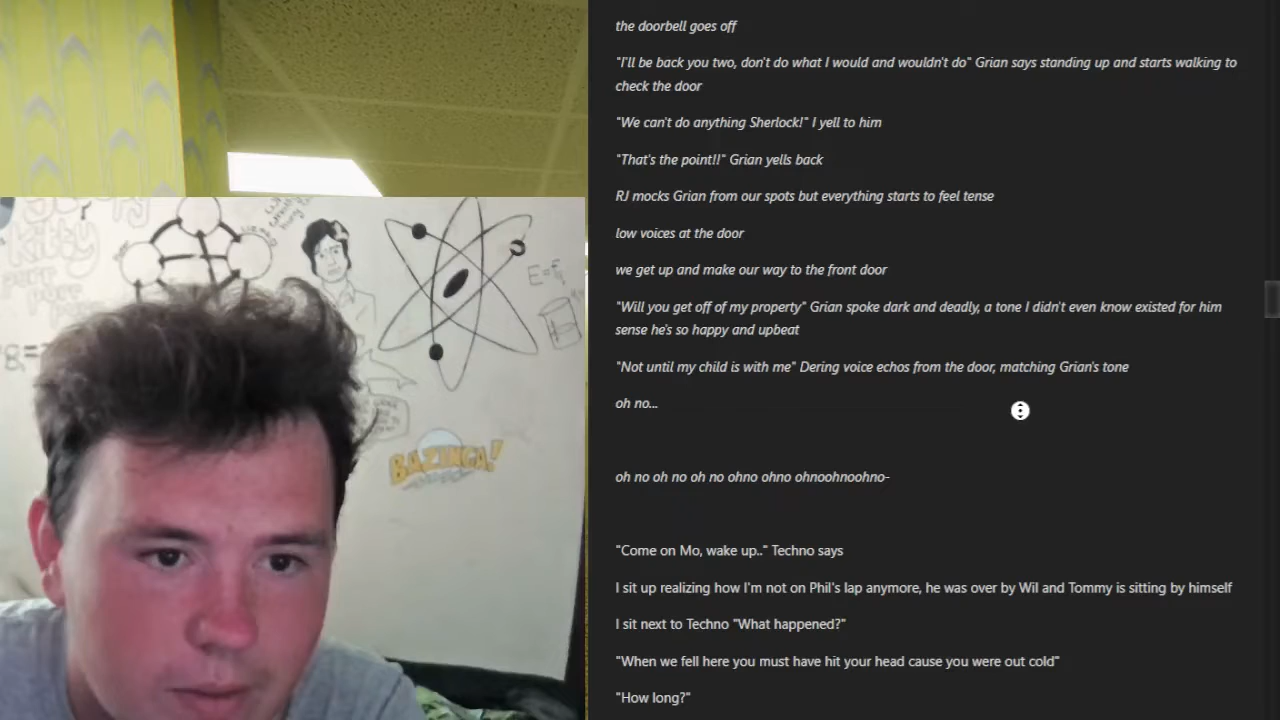 the doorbell goes off
"I'll be back you two, don't do what I would and wouldn't do" Grian says standing up and starts walking to
check the door
"We can't do anything Sherlock!" I yell to him
"That's the point!!" Grian yells back
RJ mocks Grian from our spots but everything starts to feel tense
low voices at the door
we get up and make our way to the front door
"Will you get off of my property" Grian spoke dark and deadly, a tone I didn't even know existed for him
sense he's so happy and upbeat
"Not until my child is with me" Dering voice echos from the door, matching Grian's tone
oh no...
oh no oh no oh no ohno ohno ohnoohnoohno-
"Come on Mo, wake up.." Techno says
I sit up realizing how I'm not on Phil's lap anymore, he was over by Wil and Tommy is sitting by himself
I sit next to Techno "What happened?"
"When we fell here you must have hit your head cause you were out cold"
"How long?"
kitty
purr
purr
purr
BAZINGA!